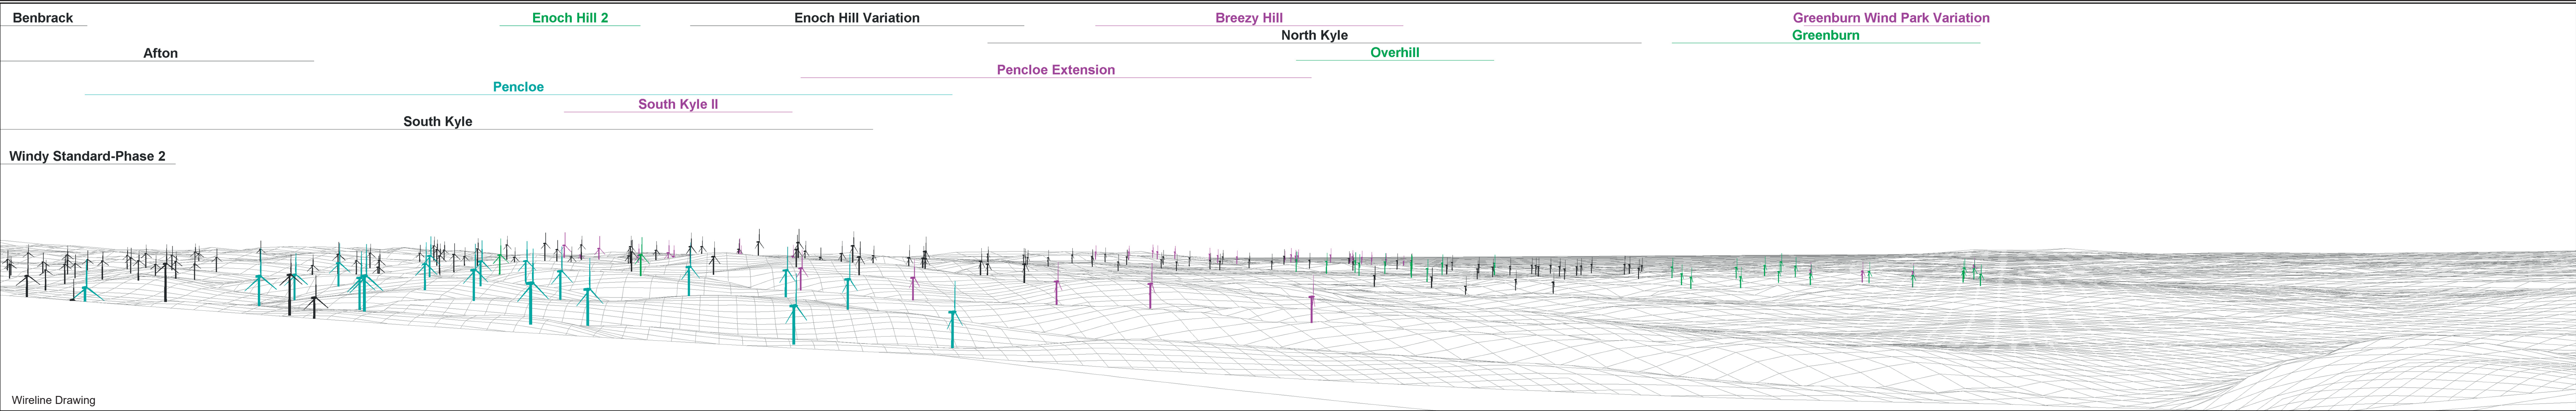 Benbrack
Enoch Hill 2
Enoch Hill Variation
Breezy Hill
Greenburn Wind Park Variation
North Kyle
Greenburn
Afton
Overhill
Pencloe Extension
Pencloe
South Kyle II
South Kyle
Windy Standard-Phase 2
Wireline Drawing